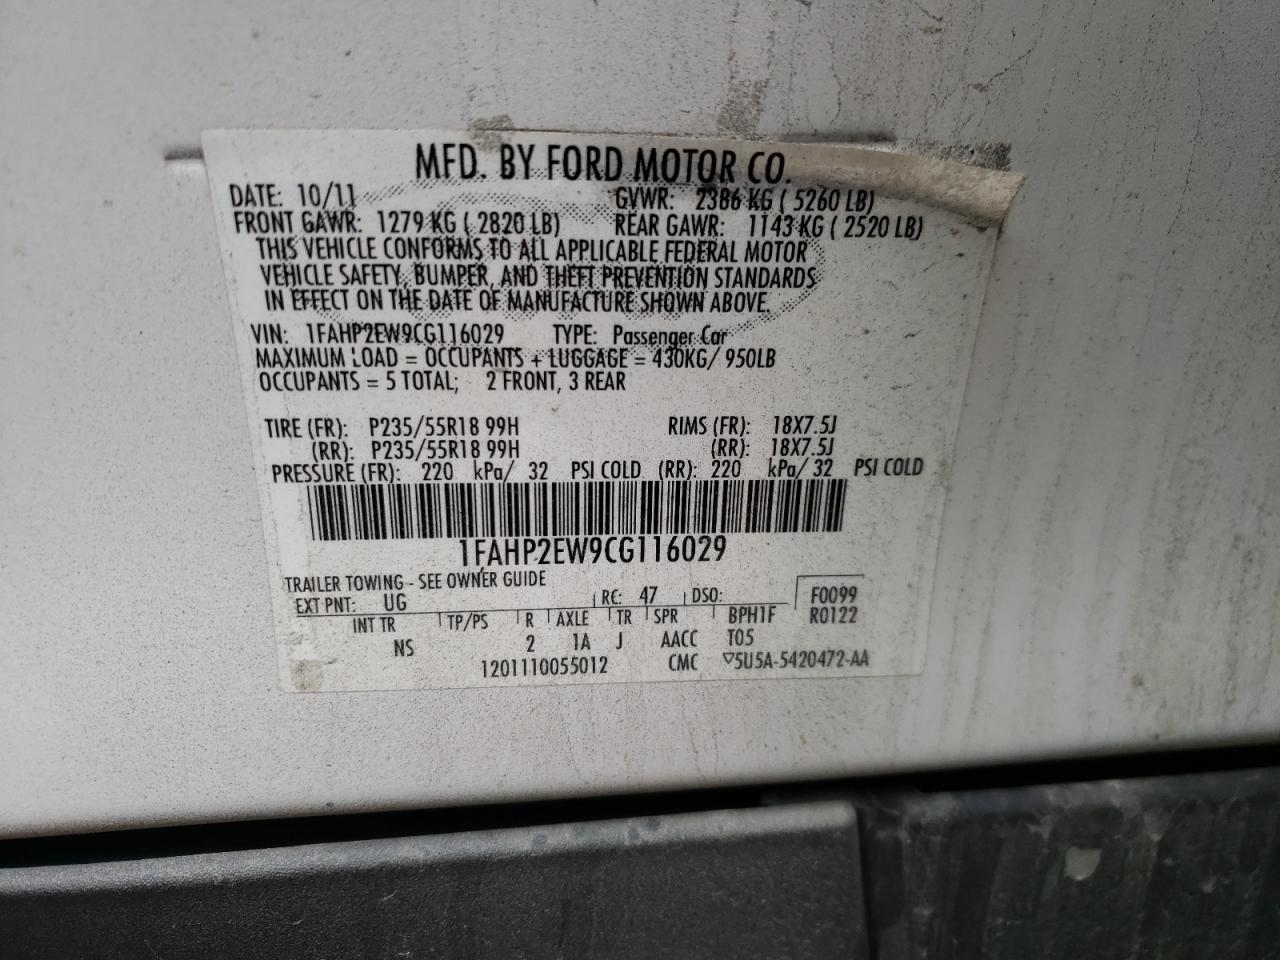 MFD. BY FORD MOTOR CO.
DATE: 10/11 GVWR: 2386 KG ( 5260 LB)
FRONT GAWR: 1279 KG ( 2820 LB) REAR GAWR: 1143 KG ( 2520 LB)
THIS VEHICLE CONFORMS TO ALL APPLICABLE FEDERAL MOTOR
VEHICLE SAFETY, BUMPER, AND THEFT PREVENTION STANDARDS
IN EFFECT ON THE DATE OF MANUFACTURE SHOWN ABOVE.
VIN: 1FAHP2EW9CG116029 TYPE: Passenger Car
MAXIMUM LOAD = OCCUPANTS + LUGGAGE = 430KG/ 950LB
OCCUPANTS = 5 TOTAL; 2 FRONT, 3 REAR
TIRE (FR): P235/55R18 99H RIMS (FR): 18X7.5J
(RR): P235/55R18 99H (RR): 18X7.5J
PRESSURE (FR): 220 kPa/ 32 PSI COLD (RR): 220 kPa/ 32 PSI COLD
1FAHP2EW9CG116029
TRAILER TOWING - SEE OWNER GUIDE
EXT PNT: UG RC: 47 DSO: F0099
INT TR TP/PS R AXLE TR SPR BPH1F R0122
NS 2 1A J AACC T05
1201110055012 CMC ▽5U5A-5420472-AA